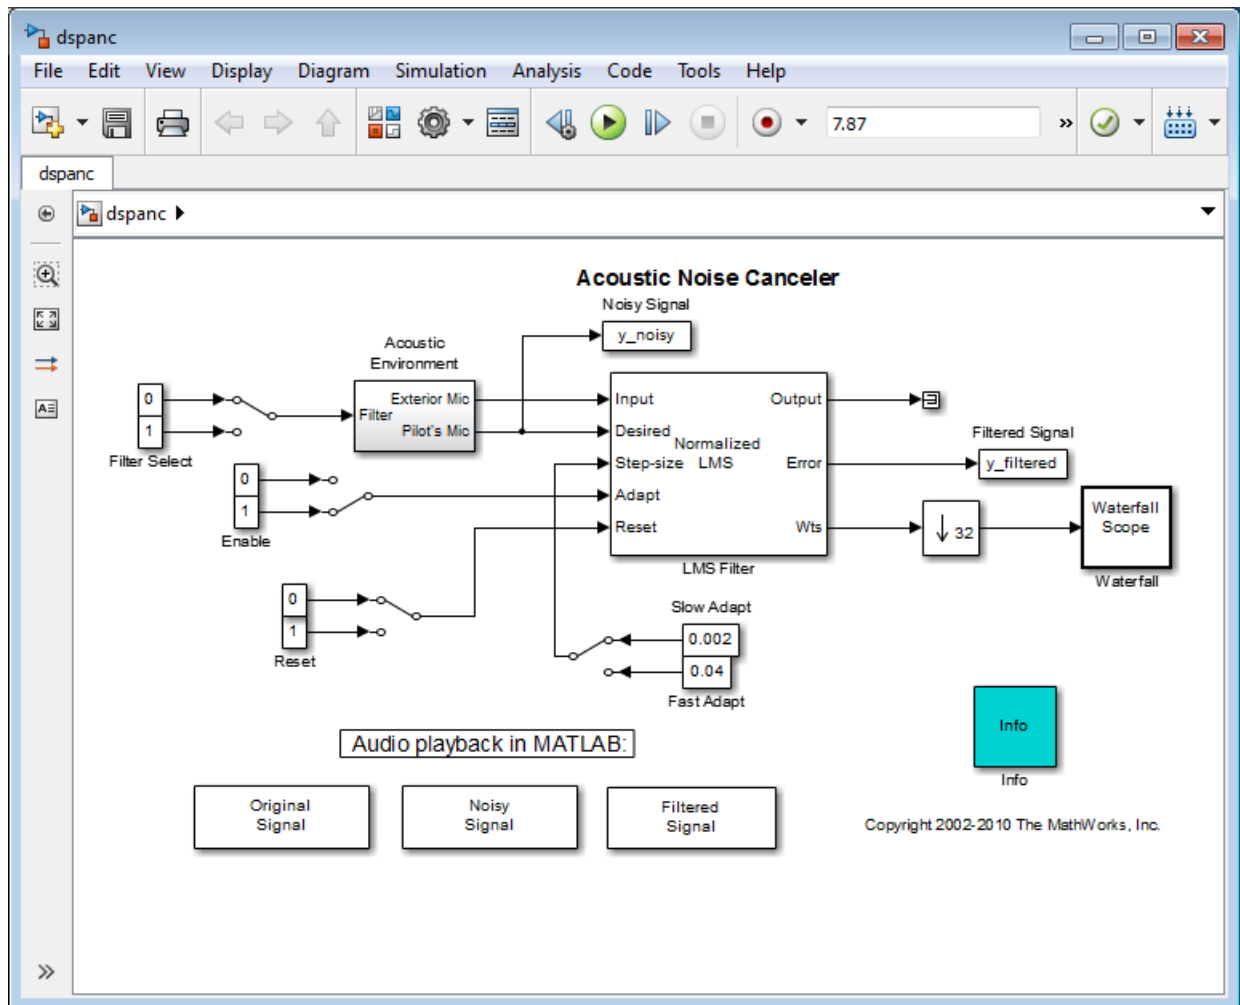 dspanc
File Edit View Display Diagram Simulation Analysis Code Tools Help
7.87
dspanc
dspanc
Acoustic Noise Canceler
Noisy Signal
y_noisy
Acoustic
Environment
Exterior Mic
Filter
Pilot's Mic
0
1
Filter Select
0
1
Enable
0
1
Reset
Input
Desired
Step-size
Adapt
Reset
Normalized
LMS
Output
Error
Wts
LMS Filter
Filtered Signal
y_filtered
32
Waterfall
Scope
Waterfall
Slow Adapt
0.002
0.04
Fast Adapt
Info
Info
Audio playback in MATLAB:
Original
Signal
Noisy
Signal
Filtered
Signal
Copyright 2002-2010 The MathWorks, Inc.